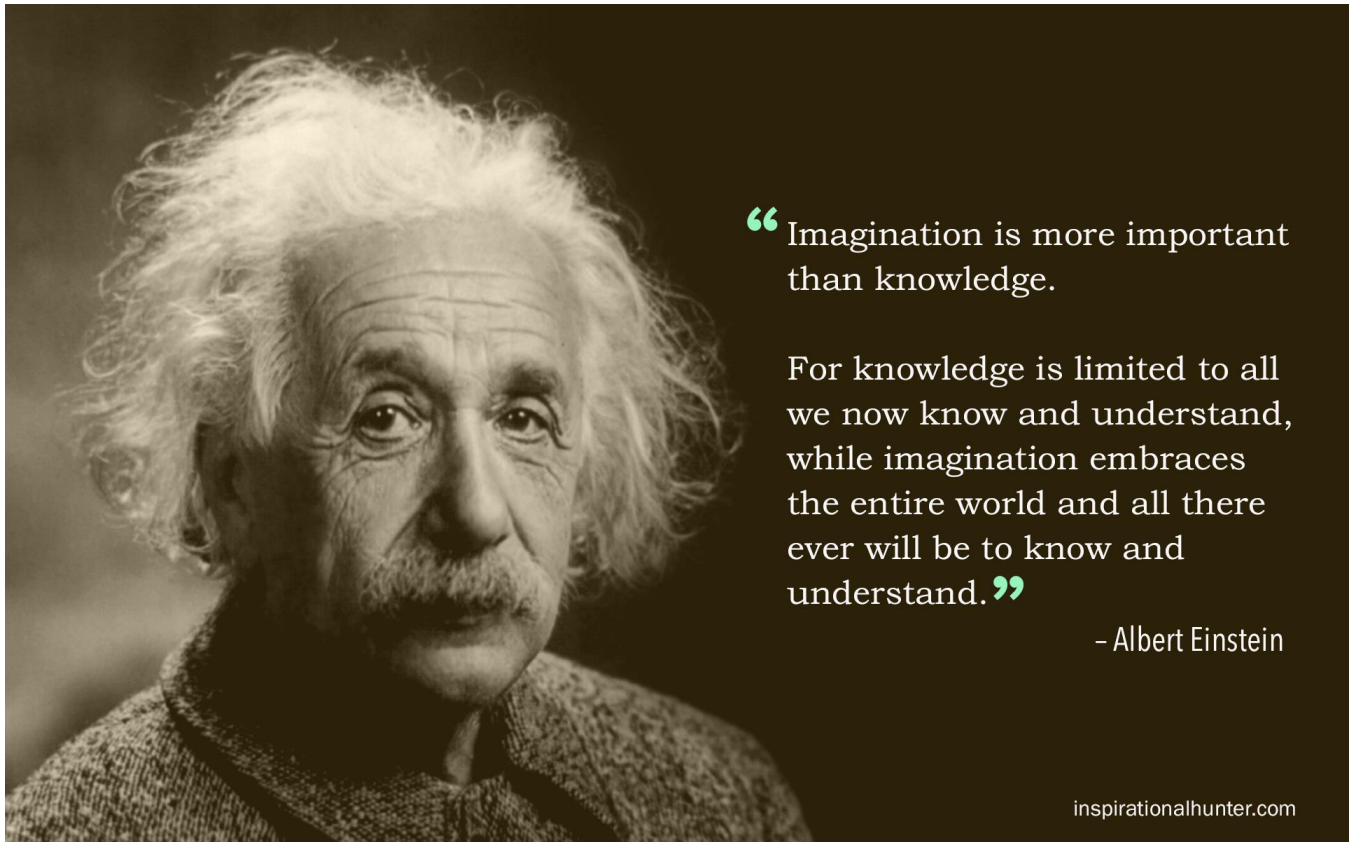 “Imagination is more important
than knowledge.
For knowledge is limited to all
we now know and understand,
while imagination embraces
the entire world and all there
ever will be to know and
understand.”
– Albert Einstein
inspirationalhunter.com